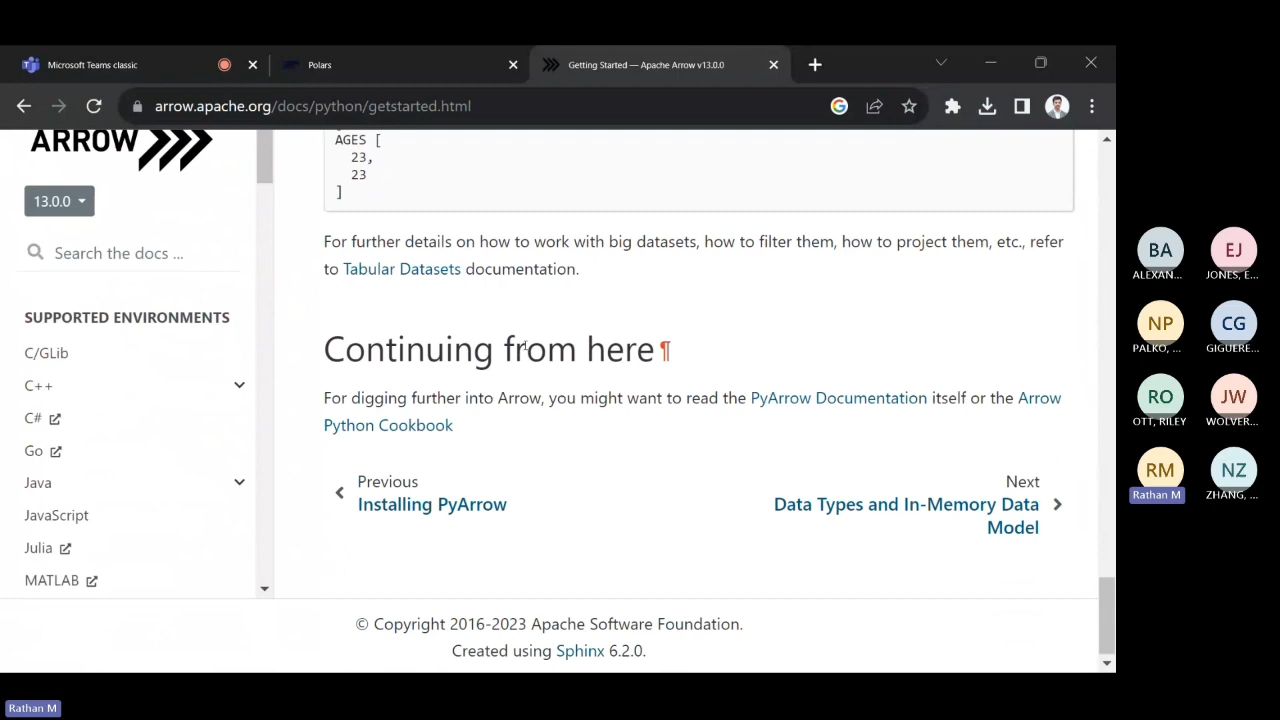 Microsoft Teams classic
Polars
Getting Started — Apache Arrow v13.0.0
arrow.apache.org/docs/python/getstarted.html
ARROW
13.0.0
Search the docs ...
SUPPORTED ENVIRONMENTS
C/GLib
C++
C#
Go
Java
JavaScript
Julia
MATLAB
AGES [
23,
23
]
For further details on how to work with big datasets, how to filter them, how to project them, etc., refer
to Tabular Datasets documentation.
Continuing from here¶
For digging further into Arrow, you might want to read the PyArrow Documentation itself or the Arrow
Python Cookbook
Previous
Installing PyArrow
Next
Data Types and In-Memory Data
Model
© Copyright 2016-2023 Apache Software Foundation.
Created using Sphinx 6.2.0.
BA
ALEXAN...
EJ
JONES, E...
NP
PALKO, ...
CG
GIGUERE...
RO
OTT, RILEY
JW
WOLVER...
RM
Rathan M
NZ
ZHANG, ...
Rathan M